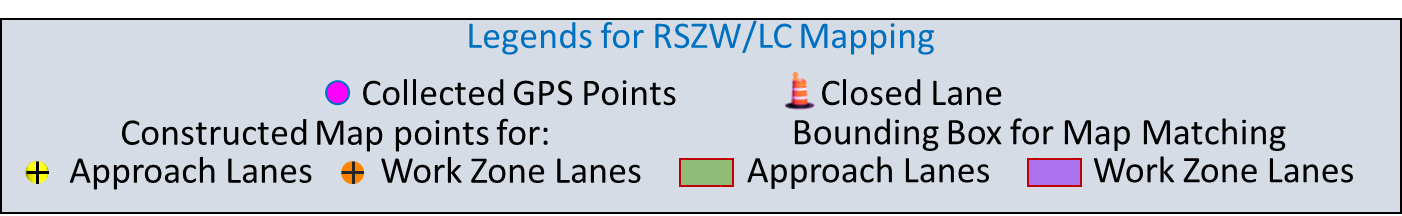 Legends for RSZW/LC Mapping
Collected GPS Points Closed Lane
Constructed Map points for: Bounding Box for Map Matching
Approach Lanes Work Zone Lanes Approach Lanes Work Zone Lanes